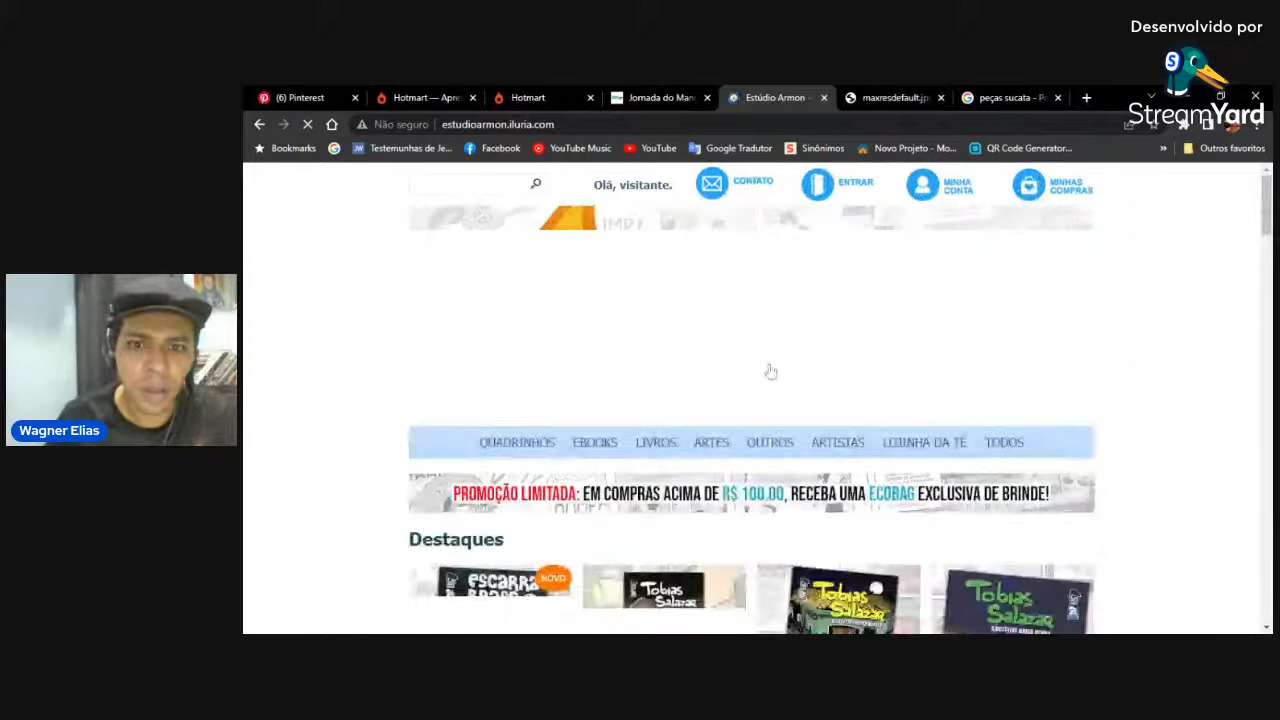 Desenvolvido por
StreamYard
(6) Pinterest
Hotmart — Apre
Hotmart
Jornada do Man
Estúdio Armon -
maxresdefault.jp
peças sucata - P
Não seguro | estudioarmon.iluria.com
Bookmarks
Testemunhas de Je...
Facebook
YouTube Music
YouTube
Google Tradutor
Sinônimos
Novo Projeto - Mo...
QR Code Generator...
»
Outros favoritos
Olá, visitante.
CONTATO
ENTRAR
MINHA
CONTA
MINHAS
COMPRAS
QUADRINHOS EBOOKS LIVROS ARTES OUTROS ARTISTAS LOJINHA DA TÊ TODOS
PROMOÇÃO LIMITADA: EM COMPRAS ACIMA DE R$ 100,00, RECEBA UMA ECOBAG EXCLUSIVA DE BRINDE!
Destaques
NOVO
Tobias
Salazar
Tobias
Salazar
Tobias
Salazar
Wagner Elias